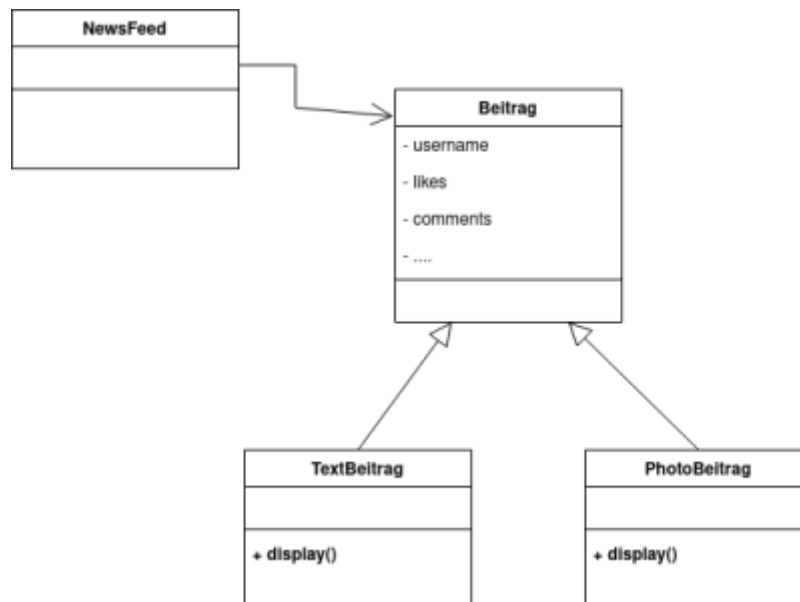 NewsFeed
Beitrag
- username
- likes
- comments
- ....
TextBeitrag
PhotoBeitrag
+ display()
+ display()